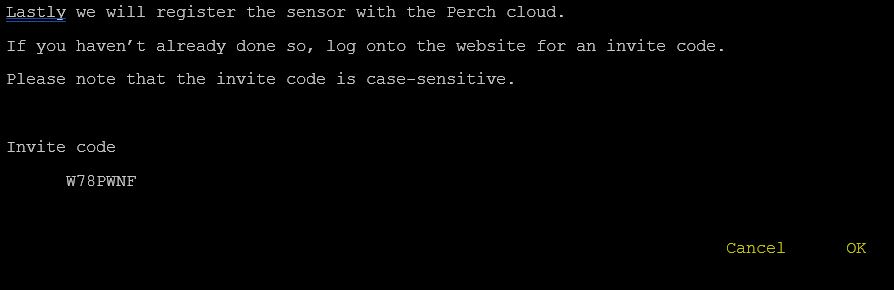 Lastly we will register the sensor with the Perch cloud.
If you haven’t already done so, log onto the website for an invite code.
Please note that the invite code is case-sensitive.
Invite code
W78PWNF
Cancel OK